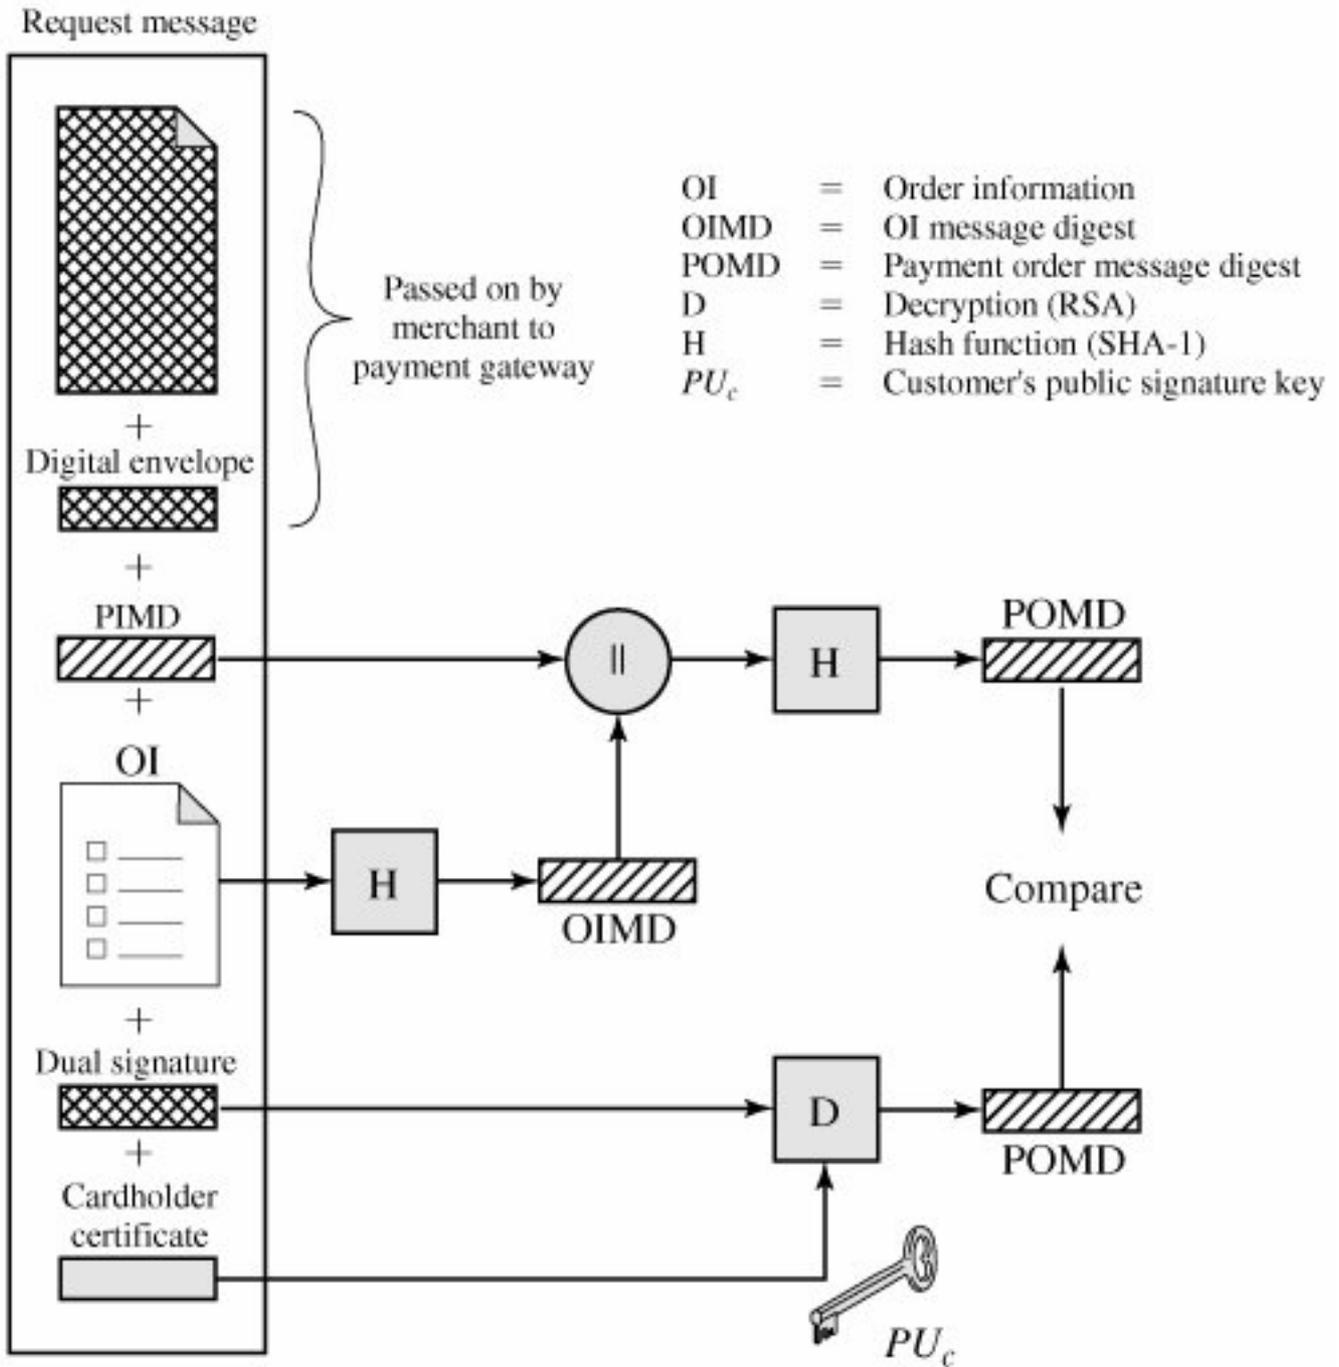 Request message
OI = Order information
OIMD = OI message digest
POMD = Payment order message digest
D = Decryption (RSA)
H = Hash function (SHA-1)
PUc = Customer's public signature key
Passed on by
merchant to
payment gateway
+
Digital envelope
+
PIMD
||
H
POMD
+
OI
H
OIMD
Compare
+
Dual signature
D
POMD
+
Cardholder
certificate
PUc